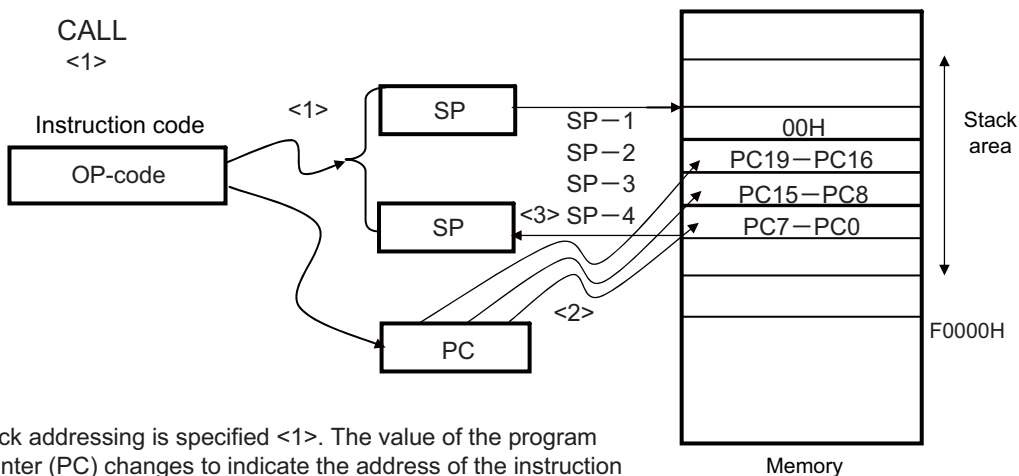 CALL
<1>
Instruction code
OP-code
<1>
SP
SP
PC
SP−1
SP−2
SP−3
<3> SP−4
<2>
00H
PC19−PC16
PC15−PC8
PC7−PC0
Stack
area
F0000H
Memory
ck addressing is specified <1>. The value of the program
nter (PC) changes to indicate the address of the instruction